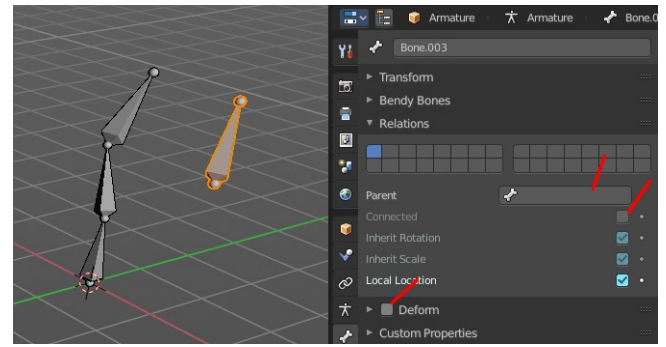 Armature Armature Bone.0
Bone.003
Transform
Bendy Bones
Relations
Parent
Connected
Inherit Rotation
Inherit Scale
Local Location
Deform
Custom Properties